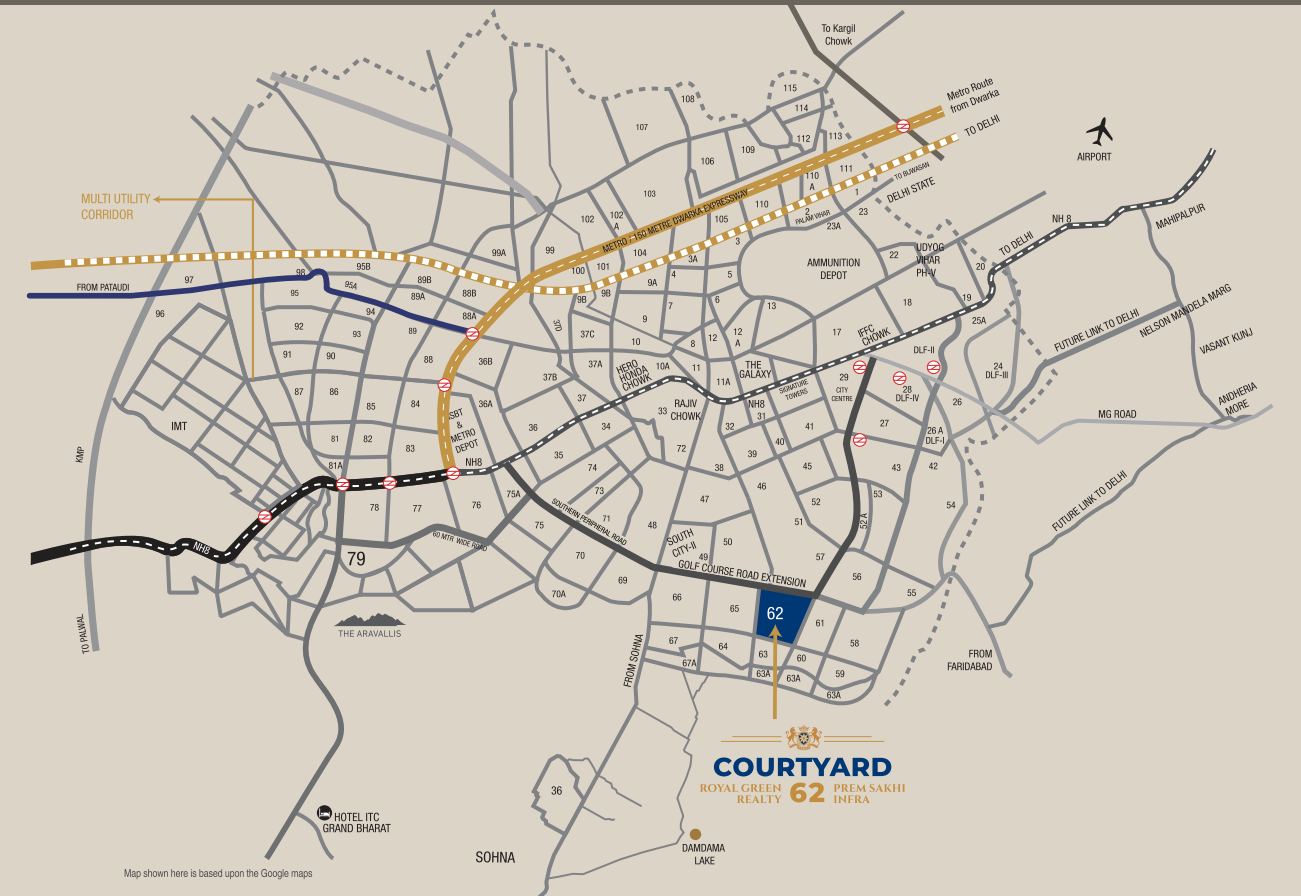 To Kargil
Chowk
Metro Route
from Dwarka
TO DELHI
AIRPORT
115
114
108
107
112
113
109
106
111
110
A
TO BIJWASAN
DELHI STATE
1
103
110
2
PALAM VIHAR
23
23A
MULTI UTILITY
CORRIDOR
102
102
A
METRO / 150 METRE DWARKA EXPRESSWAY
105
3
NH 8
MAHIPALPUR
TO DELHI
99A
99
104
3A
100
101
9A
4
5
AMMUNITION
DEPOT
22
UDYOG
VIHAR
PH-V
20
FROM PATAUDI
97
98
95B
95A
95
89B
89A
88B
88A
9B
9B
7
6
13
18
19
25A
96
94
92
93
89
37D
37C
9
10
8
12
12
A
17
IFFC
CHOWK
DLF-II
FUTURE LINK TO DELHI
NELSON MANDELA MARG
VASANT KUNJ
91
90
88
36B
37A
37B
HERO
HONDA
CHOWK
10A
11
11A
THE
GALAXY
SIGNATURE
TOWERS
29
CITY
CENTRE
28
DLF-IV
24
DLF-III
87
86
85
84
36A
37
33
RAJIV
CHOWK
NH8
31
26
MG ROAD
ANDHERIA
MORE
IMT
ISBT
&
METRO
DEPOT
36
34
32
41
27
26 A
DLF-I
81
82
83
35
72
40
39
KMP
81A
NH8
74
38
45
43
42
76
75A
73
47
46
52
53
54
FUTURE LINK TO DELHI
78
77
SOUTHERN PERIPHERAL ROAD
71
75
48
51
52 A
60 MTR. WIDE ROAD
SOUTH
CITY-II
50
49
57
NH8
79
70
69
GOLF COURSE ROAD EXTENSION
56
70A
66
65
62
61
55
58
THE ARAVALLIS
TO PALWAL
FROM SOHNA
67
67A
64
63
63A
63A
60
59
63A
FROM
FARIDABAD
COURTYARD
ROYAL GREEN
REALTY
62
PREM SAKHI
INFRA
36
HOTEL ITC
GRAND BHARAT
SOHNA
DAMDAMA
LAKE
Map shown here is based upon the Google maps